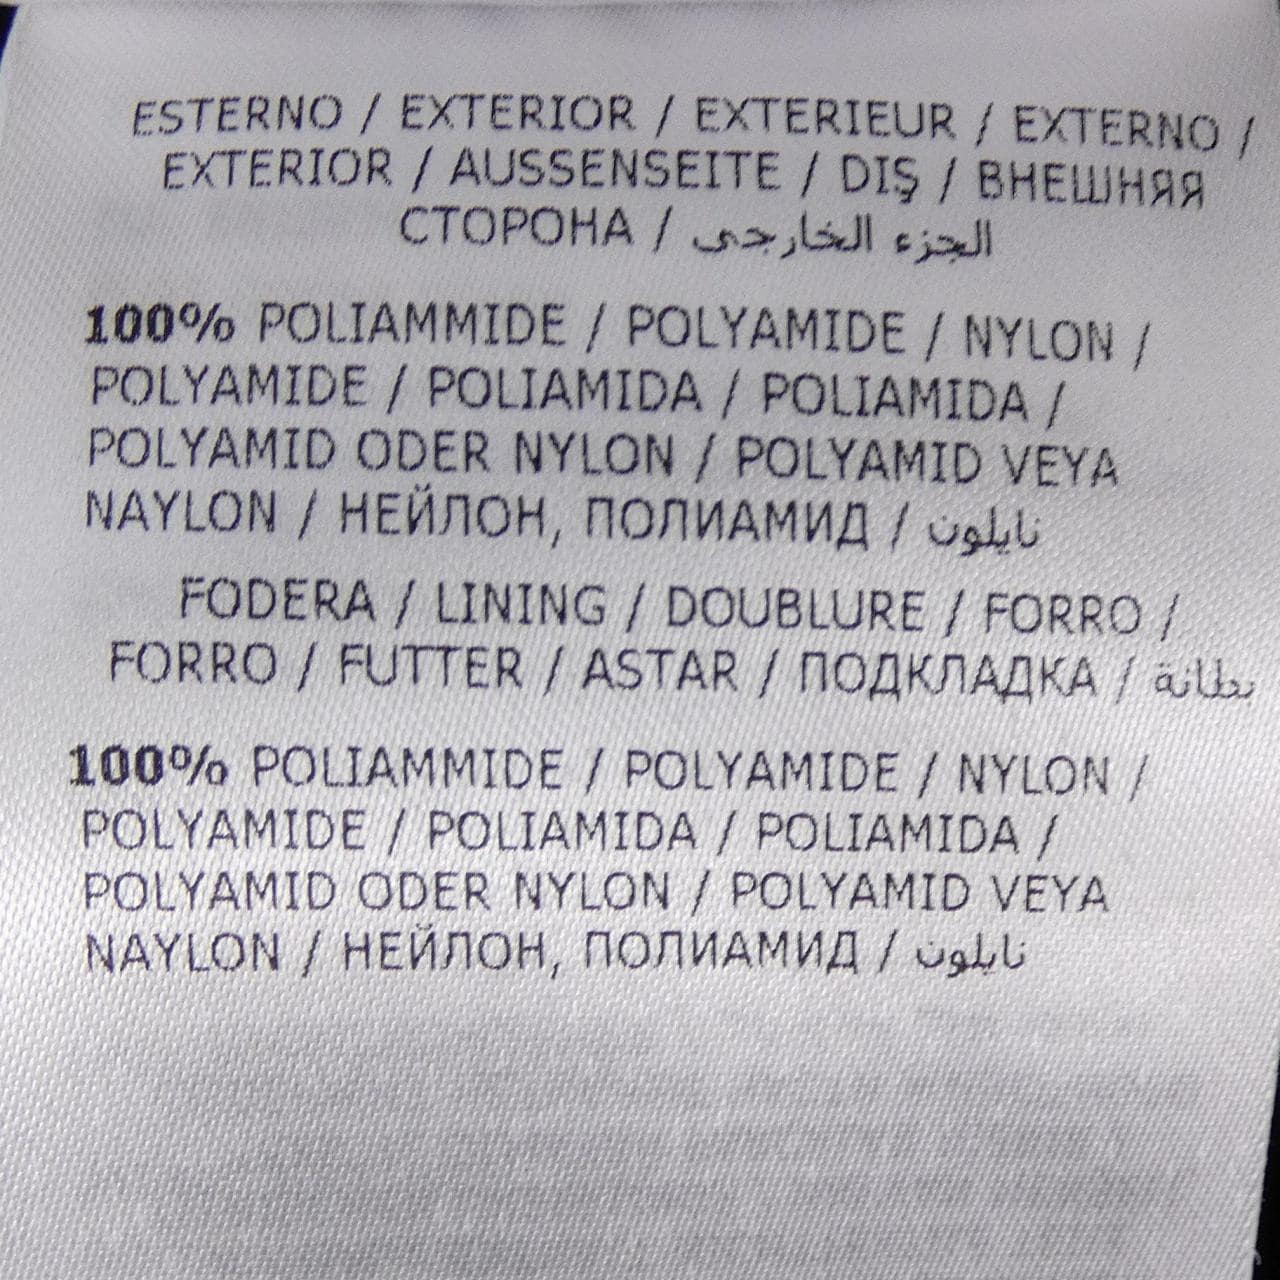 ESTERNO / EXTERIOR / EXTERIEUR / EXTERNO /
EXTERIOR / AUSSENSEITE / DIŞ / ВНЕШНЯЯ
СТОРОНА / الجزء الخارجى
100% POLIAMMIDE / POLYAMIDE / NYLON /
POLYAMIDE / POLIAMIDA / POLIAMIDA /
POLYAMID ODER NYLON / POLYAMID VEYA
NAYLON / НЕЙЛОН, ПОЛИАМИД / نايلون
FODERA / LINING / DOUBLURE / FORRO /
FORRO / FUTTER / ASTAR / ПОДКЛАДКА / بطانة
100% POLIAMMIDE / POLYAMIDE / NYLON /
POLYAMIDE / POLIAMIDA / POLIAMIDA /
POLYAMID ODER NYLON / POLYAMID VEYA
NAYLON / НЕЙЛОН, ПОЛИАМИД / نايلون